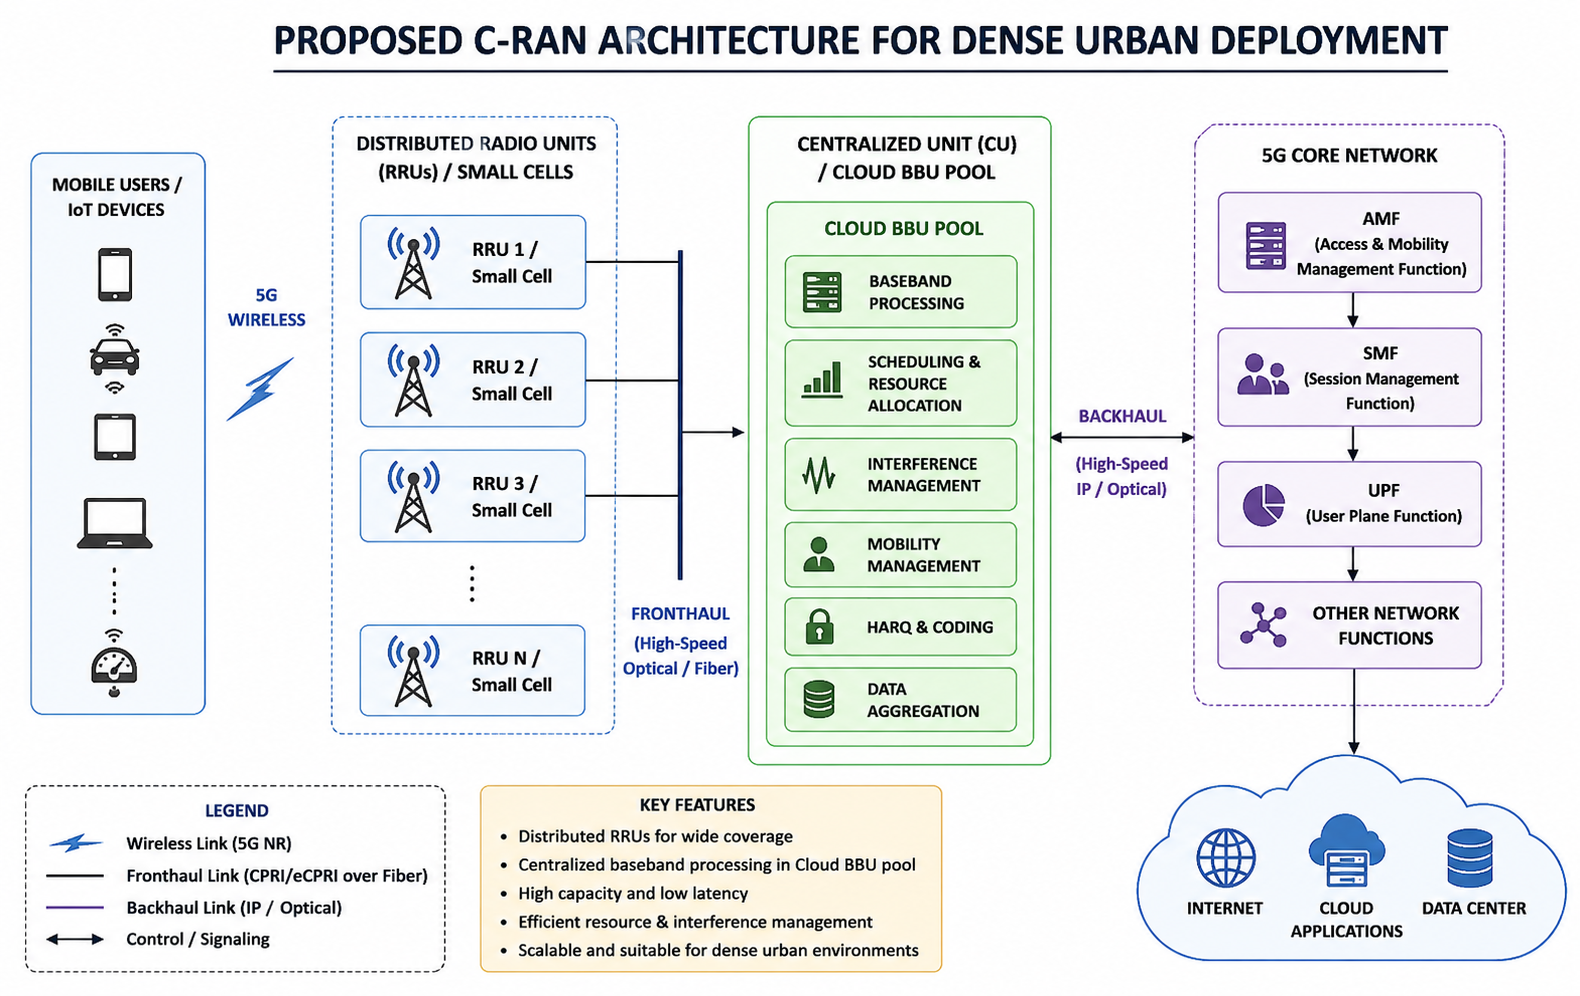 PROPOSED C-RAN ARCHITECTURE FOR DENSE URBAN DEPLOYMENT
MOBILE USERS /
IoT DEVICES
5G
WIRELESS
DISTRIBUTED RADIO UNITS
(RRUs) / SMALL CELLS
RRU 1 /
Small Cell
RRU 2 /
Small Cell
RRU 3 /
Small Cell
RRU N /
Small Cell
FRONTHAUL
(High-Speed
Optical / Fiber)
CENTRALIZED UNIT (CU)
/ CLOUD BBU POOL
CLOUD BBU POOL
BASEBAND
PROCESSING
SCHEDULING &
RESOURCE
ALLOCATION
INTERFERENCE
MANAGEMENT
MOBILITY
MANAGEMENT
HARQ & CODING
DATA
AGGREGATION
BACKHAUL
(High-Speed
IP / Optical)
5G CORE NETWORK
AMF
(Access & Mobility
Management Function)
SMF
(Session Management
Function)
UPF
(User Plane Function)
OTHER NETWORK
FUNCTIONS
INTERNET
CLOUD
APPLICATIONS
DATA CENTER
LEGEND
Wireless Link (5G NR)
Fronthaul Link (CPRI/eCPRI over Fiber)
Backhaul Link (IP / Optical)
Control / Signaling
KEY FEATURES
• Distributed RRUs for wide coverage
• Centralized baseband processing in Cloud BBU pool
• High capacity and low latency
• Efficient resource & interference management
• Scalable and suitable for dense urban environments